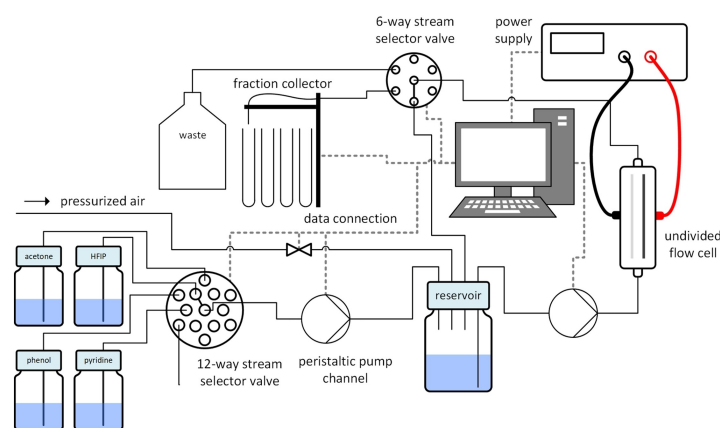 6-way stream
selector valve
power
supply
fraction collector
waste
pressurized air
data connection
undivided
flow cell
acetone
HFIP
reservoir
phenol
pyridine
12-way stream
selector valve
peristaltic pump
channel